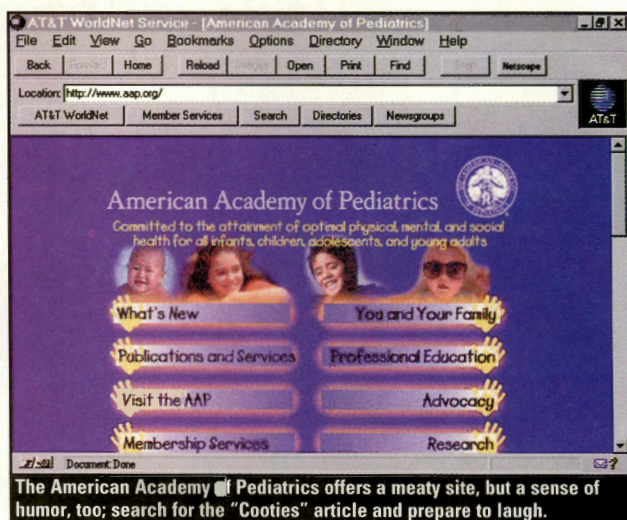 AT&T WorldNet Service - [American Academy of Pediatrics]
File Edit View Go Bookmarks Options Directory Window Help
Back Forward Home Reload Images Open Print Find Stop Netscape
Location: http://www.aap.org/
AT&T WorldNet Member Services Search Directories Newsgroups
AT&T
American Academy of Pediatrics
Committed to the attainment of optimal physical, mental, and social
health for all infants, children, adolescents, and young adults
What's New You and Your Family
Publications and Services Professional Education
Visit the AAP Advocacy
Membership Services Research
Document: Done
The American Academy of Pediatrics offers a meaty site, but a sense of
humor, too; search for the "Cooties" article and prepare to laugh.